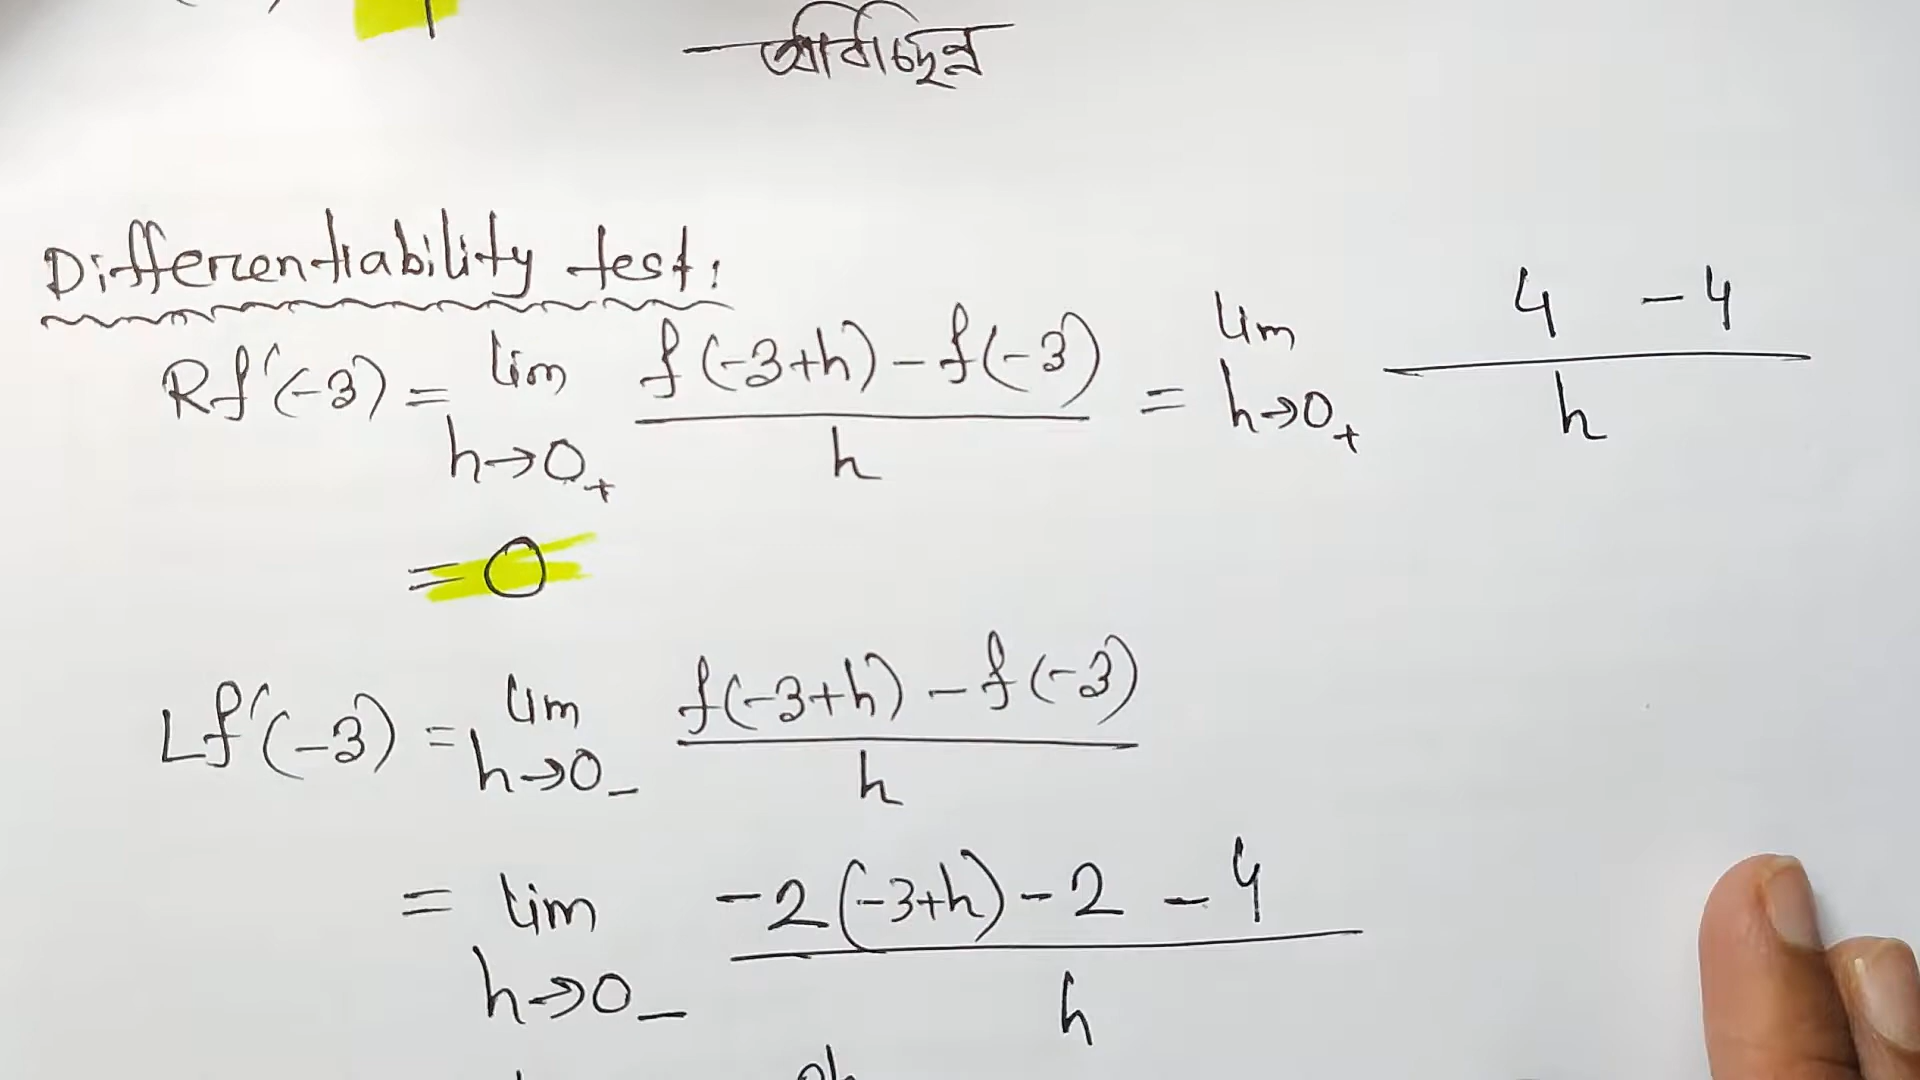 অবিচ্ছিন্ন
Differentiability test:
Rf'(-3) = lim h→0+ (f(-3+h) - f(-3))/h = lim h→0+ (4 - 4)/h
= 0
Lf'(-3) = lim h→0- (f(-3+h) - f(-3))/h
= lim h→0- (-2(-3+h) - 2 - 4)/h